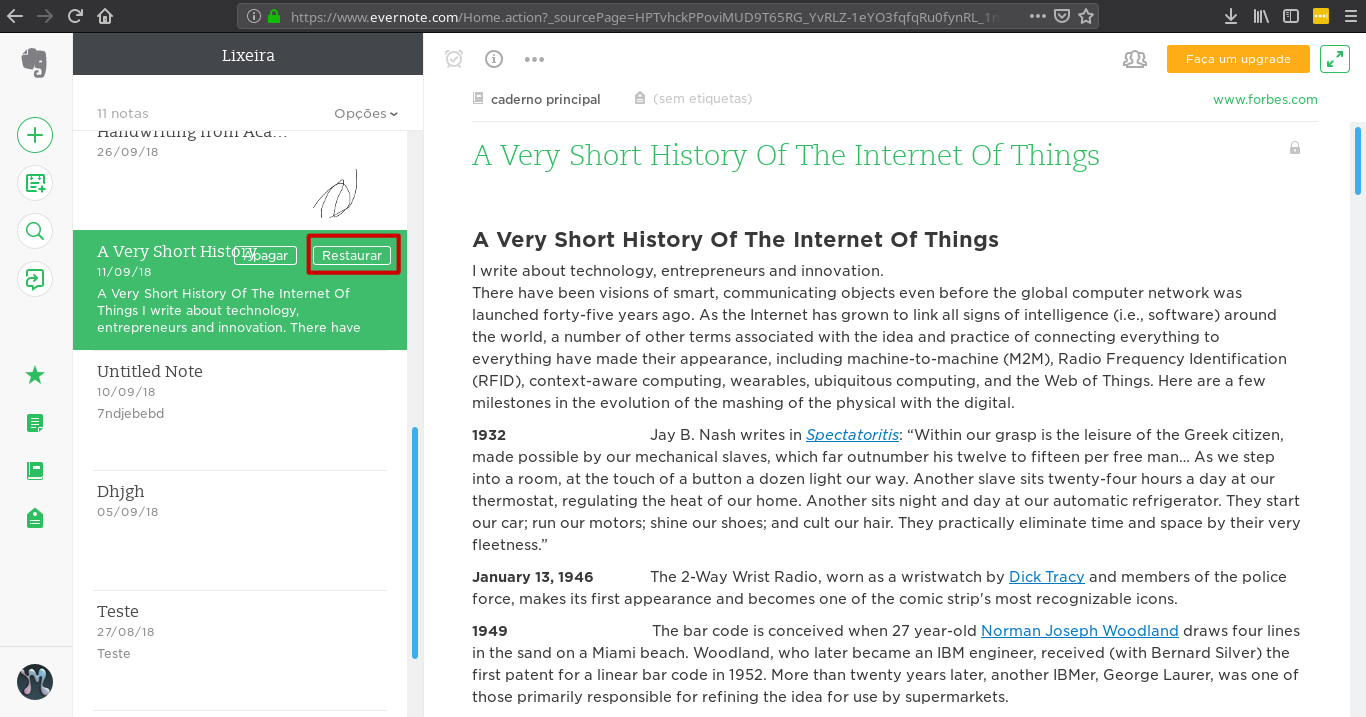 https://www.evernote.com/Home.action?_sourcePage=HPTvhckPPoviMUD9T65RG_YvRLZ-1eYO3fqfqRu0fynRL_1n
Lixeira
11 notas
Opções
Handwriting from Aca...
26/09/18
A Very Short History
Apagar
Restaurar
11/09/18
A Very Short History Of The Internet Of
Things I write about technology,
entrepreneurs and innovation. There have
Untitled Note
10/09/18
7ndjebebd
Dhjgh
05/09/18
Teste
27/08/18
Teste
Faça um upgrade
caderno principal
(sem etiquetas)
www.forbes.com
A Very Short History Of The Internet Of Things
A Very Short History Of The Internet Of Things
I write about technology, entrepreneurs and innovation.
There have been visions of smart, communicating objects even before the global computer network was
launched forty-five years ago. As the Internet has grown to link all signs of intelligence (i.e., software) around
the world, a number of other terms associated with the idea and practice of connecting everything to
everything have made their appearance, including machine-to-machine (M2M), Radio Frequency Identification
(RFID), context-aware computing, wearables, ubiquitous computing, and the Web of Things. Here are a few
milestones in the evolution of the mashing of the physical with the digital.
1932 Jay B. Nash writes in Spectatoritis: “Within our grasp is the leisure of the Greek citizen,
made possible by our mechanical slaves, which far outnumber his twelve to fifteen per free man… As we step
into a room, at the touch of a button a dozen light our way. Another slave sits twenty-four hours a day at our
thermostat, regulating the heat of our home. Another sits night and day at our automatic refrigerator. They start
our car; run our motors; shine our shoes; and cult our hair. They practically eliminate time and space by their very
fleetness.”
January 13, 1946 The 2-Way Wrist Radio, worn as a wristwatch by Dick Tracy and members of the police
force, makes its first appearance and becomes one of the comic strip's most recognizable icons.
1949 The bar code is conceived when 27 year-old Norman Joseph Woodland draws four lines
in the sand on a Miami beach. Woodland, who later became an IBM engineer, received (with Bernard Silver) the
first patent for a linear bar code in 1952. More than twenty years later, another IBMer, George Laurer, was one of
those primarily responsible for refining the idea for use by supermarkets.